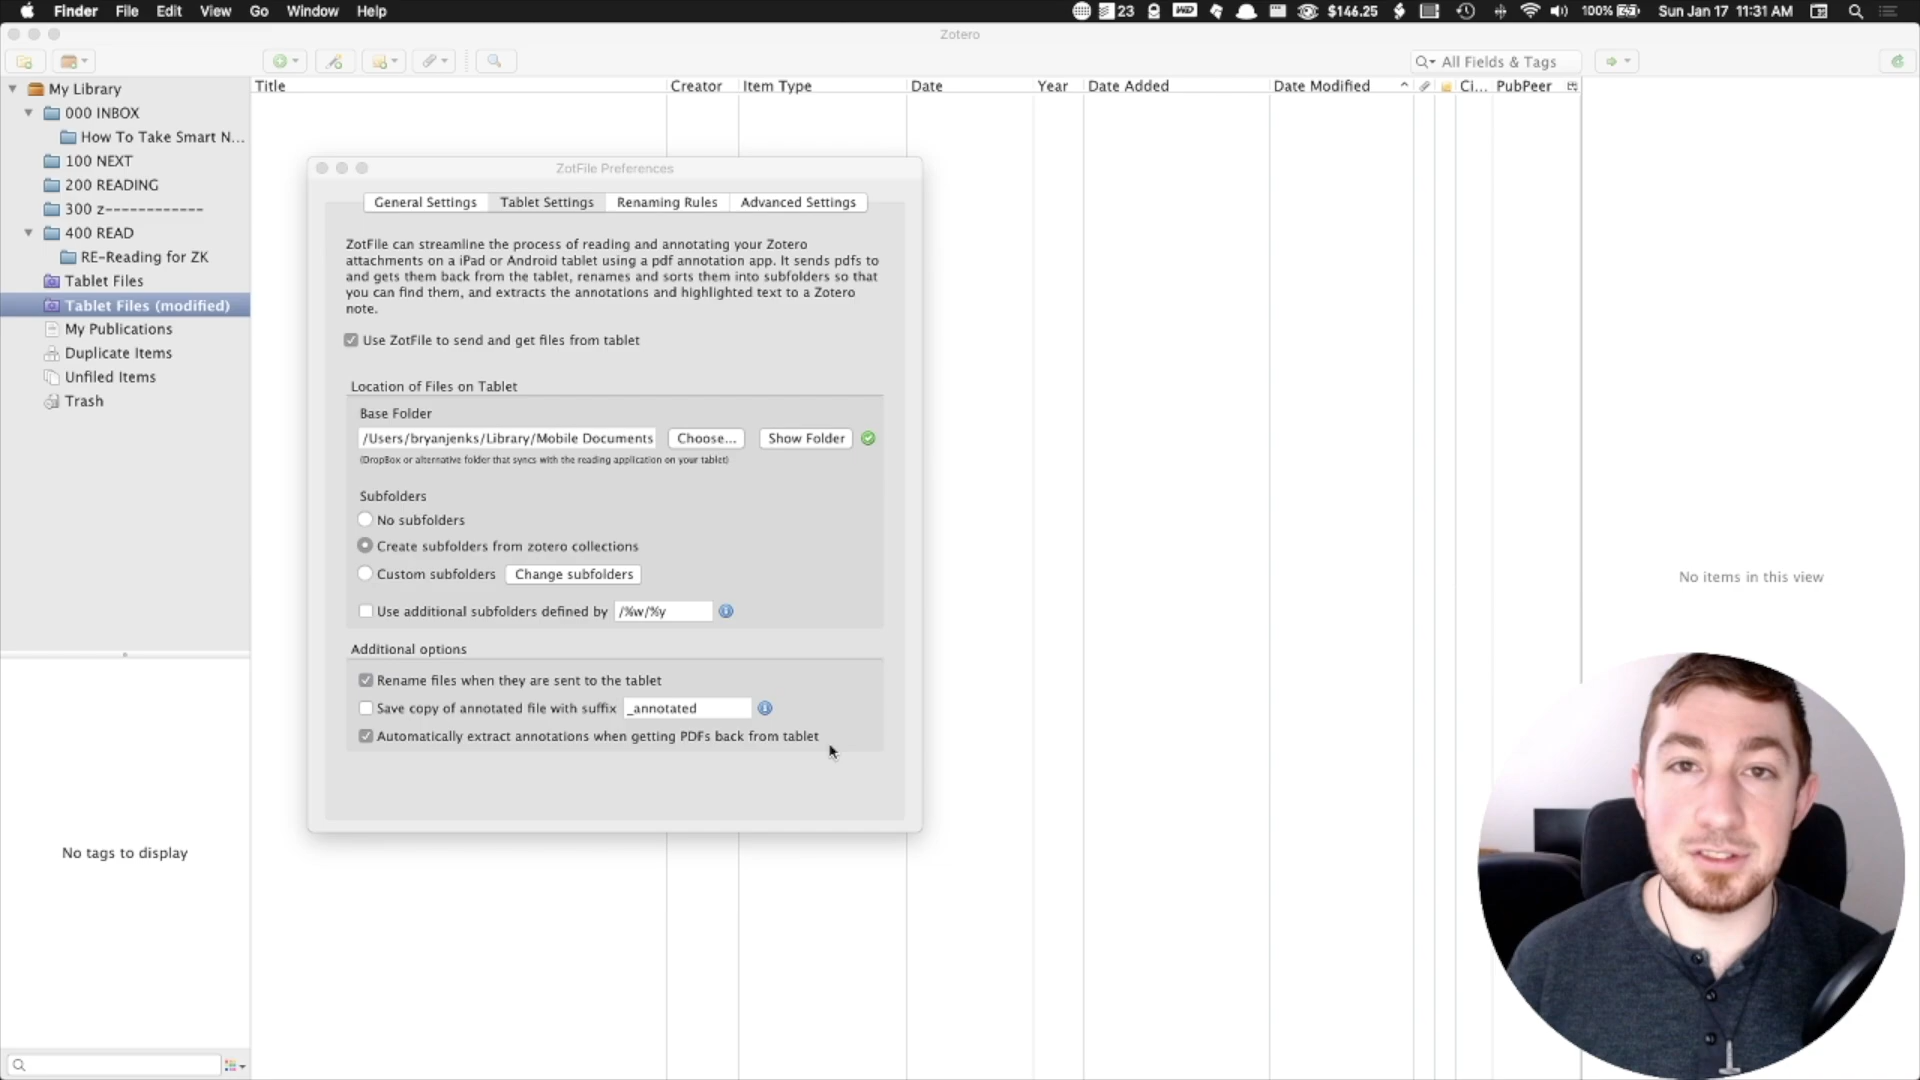 Finder File Edit View Go Window Help 23 WD $146.25 100% Sun Jan 17 11:31 AM
Zotero
All Fields & Tags
My Library
000 INBOX
How To Take Smart N...
100 NEXT
200 READING
300 z------------
400 READ
RE-Reading for ZK
Tablet Files
Tablet Files (modified)
My Publications
Duplicate Items
Unfiled Items
Trash
No tags to display
Title Creator Item Type Date Year Date Added Date Modified Ci... PubPeer
ZotFile Preferences
General Settings Tablet Settings Renaming Rules Advanced Settings
ZotFile can streamline the process of reading and annotating your Zotero
attachments on a iPad or Android tablet using a pdf annotation app. It sends pdfs to
and gets them back from the tablet, renames and sorts them into subfolders so that
you can find them, and extracts the annotations and highlighted text to a Zotero
note.
Use ZotFile to send and get files from tablet
Location of Files on Tablet
Base Folder
/Users/bryanjenks/Library/Mobile Documents Choose... Show Folder
(DropBox or alternative folder that syncs with the reading application on your tablet)
Subfolders
No subfolders
Create subfolders from zotero collections
Custom subfolders Change subfolders
Use additional subfolders defined by /%w/%y
Additional options
Rename files when they are sent to the tablet
Save copy of annotated file with suffix _annotated
Automatically extract annotations when getting PDFs back from tablet
No items in this view